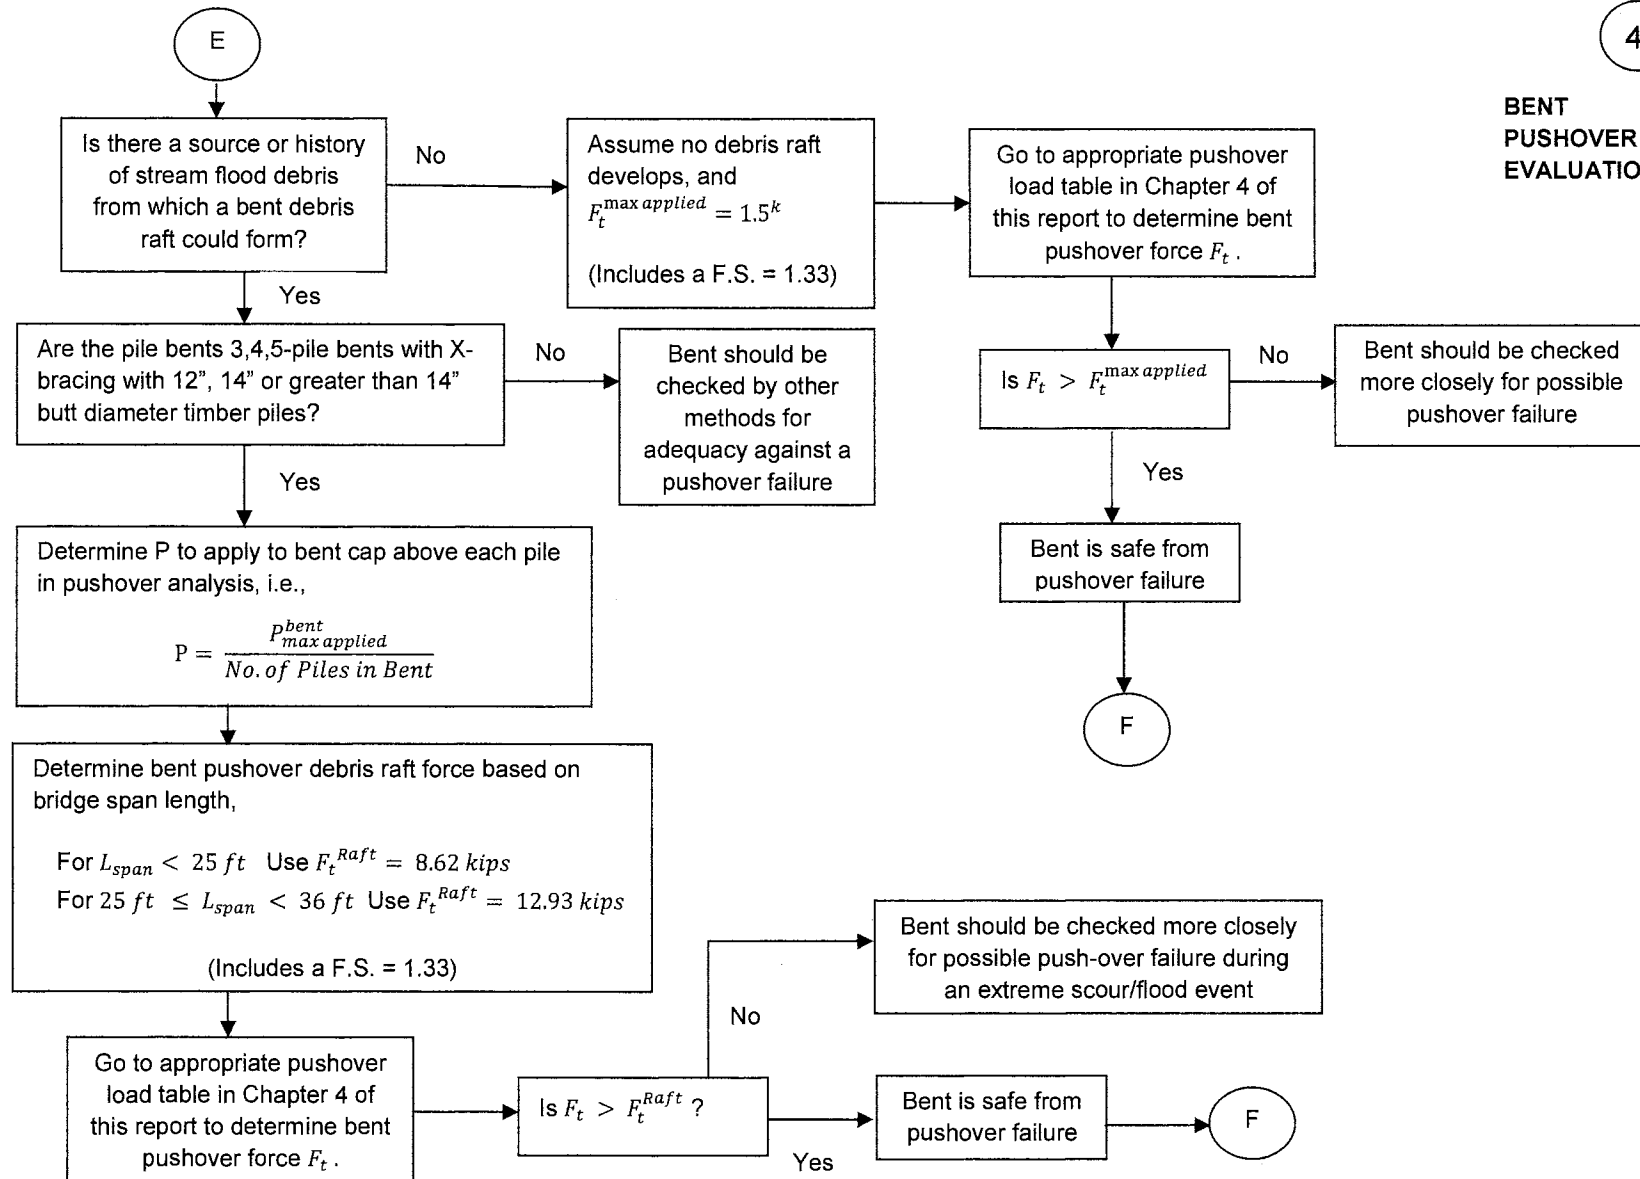 E
4
BENT
PUSHOVER
EVALUATIO
Is there a source or history
of stream flood debris
from which a bent debris
raft could form?
No
Assume no debris raft
develops, and
F_t^{max applied} = 1.5^k
(Includes a F.S. = 1.33)
Go to appropriate pushover
load table in Chapter 4 of
this report to determine bent
pushover force F_t .
Yes
Are the pile bents 3,4,5-pile bents with X-
bracing with 12”, 14” or greater than 14”
butt diameter timber piles?
No
Bent should be
checked by other
methods for
adequacy against a
pushover failure
Is F_t > F_t^{max applied}
No
Bent should be checked
more closely for possible
pushover failure
Yes
Bent is safe from
pushover failure
F
Yes
Determine P to apply to bent cap above each pile
in pushover analysis, i.e.,
P = P_{max applied}^{bent} / No. of Piles in Bent
Determine bent pushover debris raft force based on
bridge span length,
For L_{span} < 25 ft Use F_t^{Raft} = 8.62 kips
For 25 ft ≤ L_{span} < 36 ft Use F_t^{Raft} = 12.93 kips
(Includes a F.S. = 1.33)
Go to appropriate pushover
load table in Chapter 4 of
this report to determine bent
pushover force F_t .
Is F_t > F_t^{Raft} ?
No
Bent should be checked more closely
for possible push-over failure during
an extreme scour/flood event
Yes
Bent is safe from
pushover failure
F